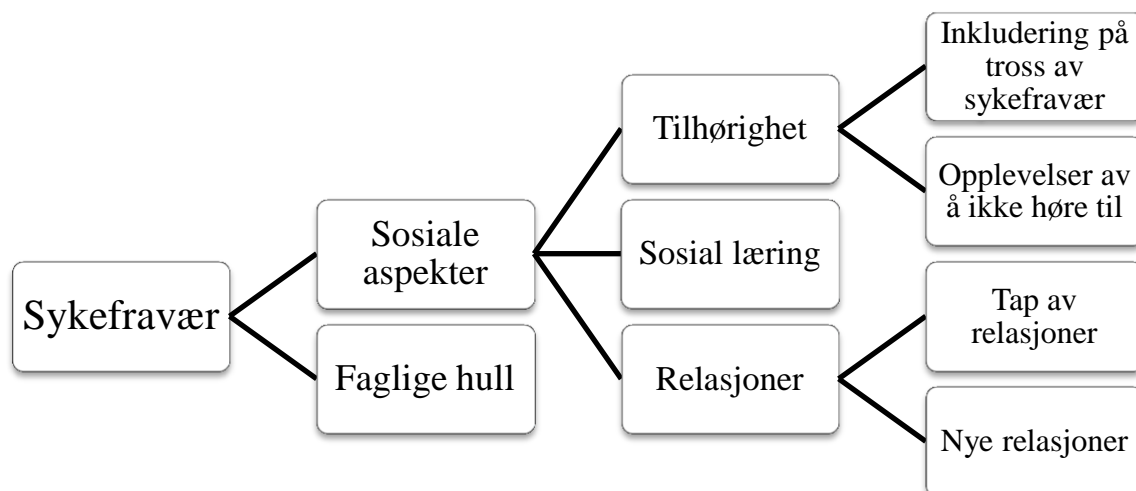 Sykefravær
Sosiale
aspekter
Faglige hull
Tilhørighet
Sosial læring
Relasjoner
Inkludering på
tross av
sykefravær
Opplevelser av
å ikke høre til
Tap av
relasjoner
Nye relasjoner